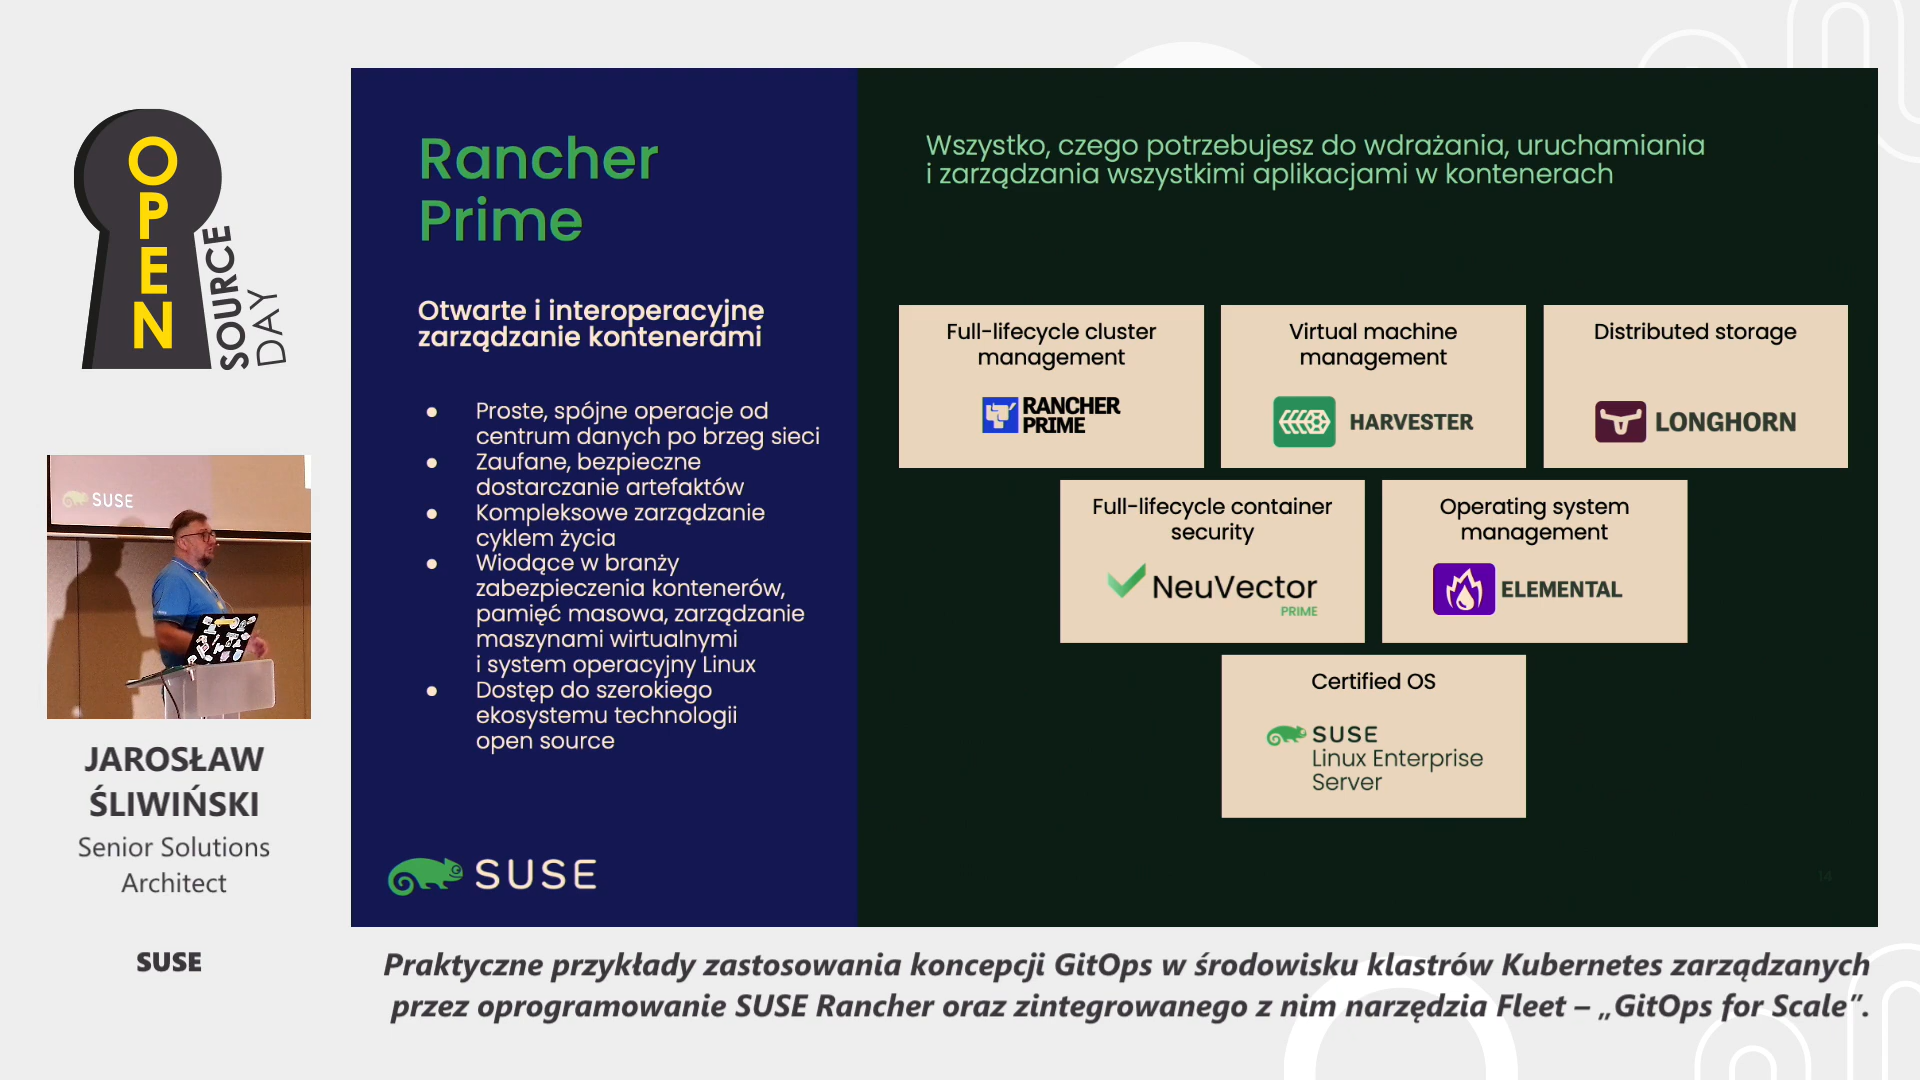 OPEN
SOURCE
DAY
SUSE
JAROSŁAW
ŚLIWIŃSKI
Senior Solutions
Architect
SUSE
Rancher
Prime
Otwarte i interoperacyjne
zarządzanie kontenerami
● Proste, spójne operacje od
centrum danych po brzeg sieci
● Zaufane, bezpieczne
dostarczanie artefaktów
● Kompleksowe zarządzanie
cyklem życia
● Wiodące w branży
zabezpieczenia kontenerów,
pamięć masowa, zarządzanie
maszynami wirtualnymi
i system operacyjny Linux
● Dostęp do szerokiego
ekosystemu technologii
open source
SUSE
Wszystko, czego potrzebujesz do wdrażania, uruchamiania
i zarządzania wszystkimi aplikacjami w kontenerach
Full-lifecycle cluster
management
RANCHER
PRIME
Virtual machine
management
HARVESTER
Distributed storage
LONGHORN
Full-lifecycle container
security
NeuVector
PRIME
Operating system
management
ELEMENTAL
Certified OS
SUSE
Linux Enterprise
Server
14
Praktyczne przykłady zastosowania koncepcji GitOps w środowisku klastrów Kubernetes zarządzanych
przez oprogramowanie SUSE Rancher oraz zintegrowanego z nim narzędzia Fleet – „GitOps for Scale”.